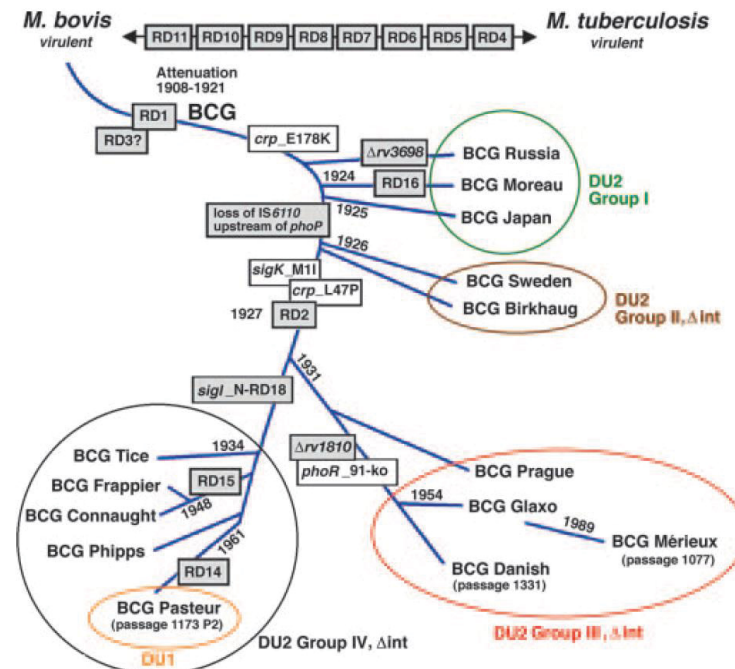 M. bovis
virulent
RD11 RD10 RD9 RD8 RD7 RD6 RD5 RD4
M. tuberculosis
virulent
Attenuation
1908-1921
RD1
BCG
RD3?
crp_E178K
Δrv3698
BCG Russia
1924
RD16
BCG Moreau
DU2
Group I
1925
BCG Japan
loss of IS6110
upstream of phoP
1926
sigK_M1I
BCG Sweden
crp_L47P
DU2
Group II, Δint
BCG Birkhaug
1927
RD2
1931
sigI_N-RD18
Δrv1810
phoR_91-ko
1934
BCG Tice
BCG Prague
RD15
BCG Frappier
1948
BCG Connaught
1954
BCG Glaxo
1989
BCG Mérieux
(passage 1077)
BCG Phipps
1961
RD14
BCG Danish
(passage 1331)
BCG Pasteur
(passage 1173 P2)
DU1
DU2 Group IV, Δint
DU2 Group III, Δint